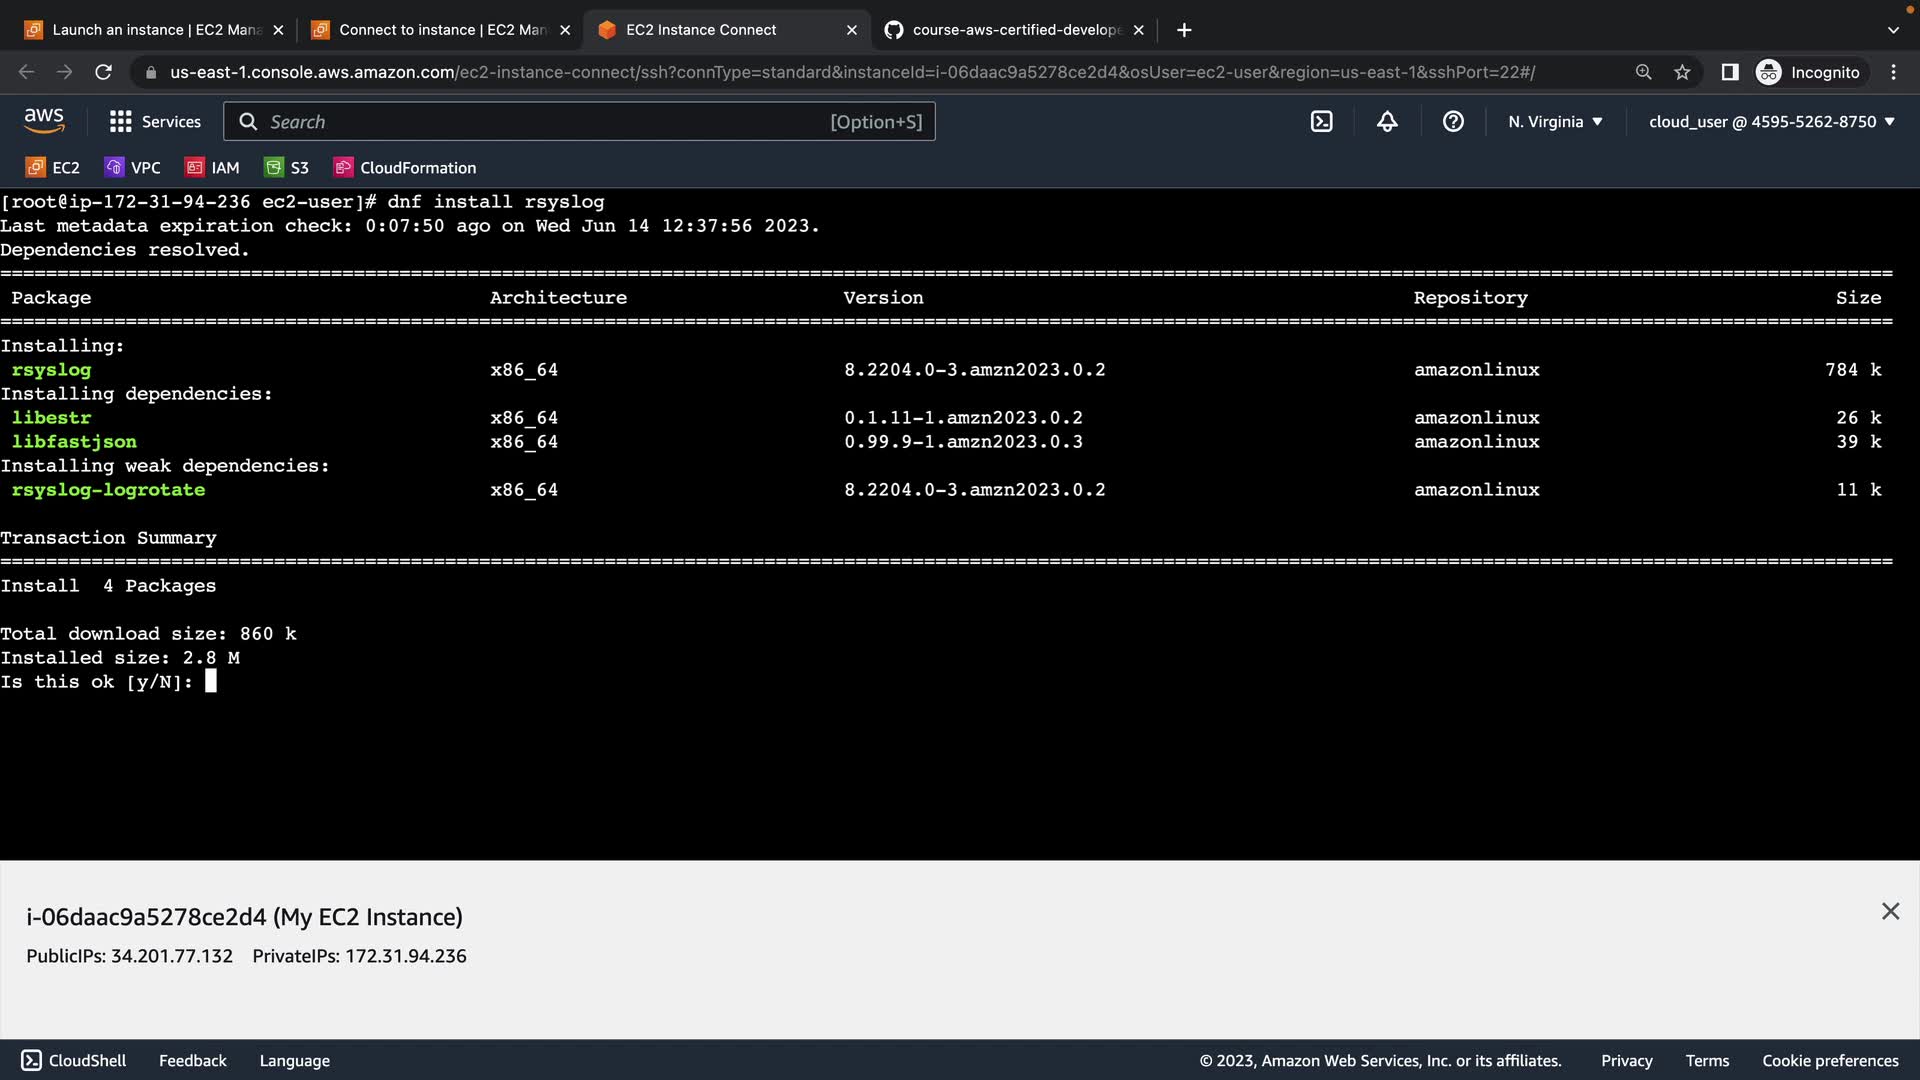 Launch an instance | EC2 Mana
Connect to instance | EC2 Man
EC2 Instance Connect
course-aws-certified-develope
us-east-1.console.aws.amazon.com/ec2-instance-connect/ssh?connType=standard&instanceId=i-06daac9a5278ce2d4&osUser=ec2-user&region=us-east-1&sshPort=22#/
Incognito
aws
Services
Search
[Option+S]
N. Virginia
cloud_user @ 4595-5262-8750
EC2
VPC
IAM
S3
CloudFormation
[root@ip-172-31-94-236 ec2-user]# dnf install rsyslog
Last metadata expiration check: 0:07:50 ago on Wed Jun 14 12:37:56 2023.
Dependencies resolved.
Package Architecture Version Repository Size
Installing:
rsyslog x86_64 8.2204.0-3.amzn2023.0.2 amazonlinux 784 k
Installing dependencies:
libestr x86_64 0.1.11-1.amzn2023.0.2 amazonlinux 26 k
libfastjson x86_64 0.99.9-1.amzn2023.0.3 amazonlinux 39 k
Installing weak dependencies:
rsyslog-logrotate x86_64 8.2204.0-3.amzn2023.0.2 amazonlinux 11 k
Transaction Summary
Install  4 Packages
Total download size: 860 k
Installed size: 2.8 M
Is this ok [y/N]:
i-06daac9a5278ce2d4 (My EC2 Instance)
PublicIPs: 34.201.77.132 PrivateIPs: 172.31.94.236
CloudShell
Feedback
Language
© 2023, Amazon Web Services, Inc. or its affiliates.
Privacy
Terms
Cookie preferences